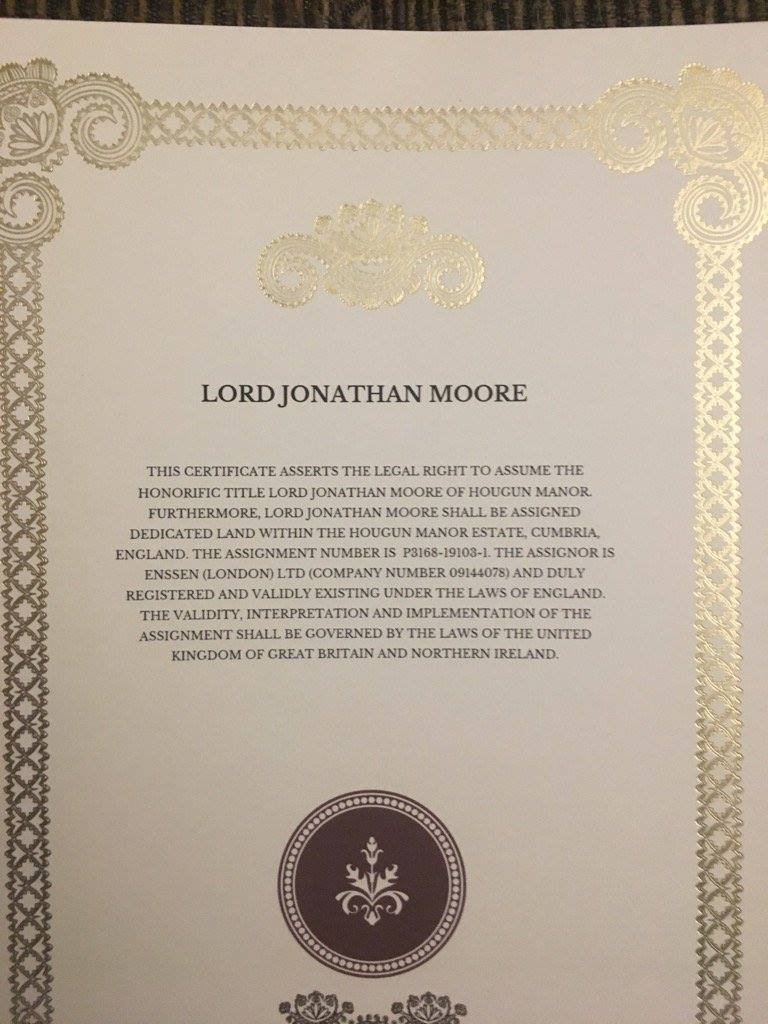 LORD JONATHAN MOORE
THIS CERTIFICATE ASSERTS THE LEGAL RIGHT TO ASSUME THE
HONORIFIC TITLE LORD JONATHAN MOORE OF HOUGUN MANOR.
FURTHERMORE, LORD JONATHAN MOORE SHALL BE ASSIGNED
DEDICATED LAND WITHIN THE HOUGUN MANOR ESTATE, CUMBRIA,
ENGLAND. THE ASSIGNMENT NUMBER IS P3168-19103-1. THE ASSIGNOR IS
ENSSEN (LONDON) LTD (COMPANY NUMBER 09144078) AND DULY
REGISTERED AND VALIDLY EXISTING UNDER THE LAWS OF ENGLAND.
THE VALIDITY, INTERPRETATION AND IMPLEMENTATION OF THE
ASSIGNMENT SHALL BE GOVERNED BY THE LAWS OF THE UNITED
KINGDOM OF GREAT BRITAIN AND NORTHERN IRELAND.